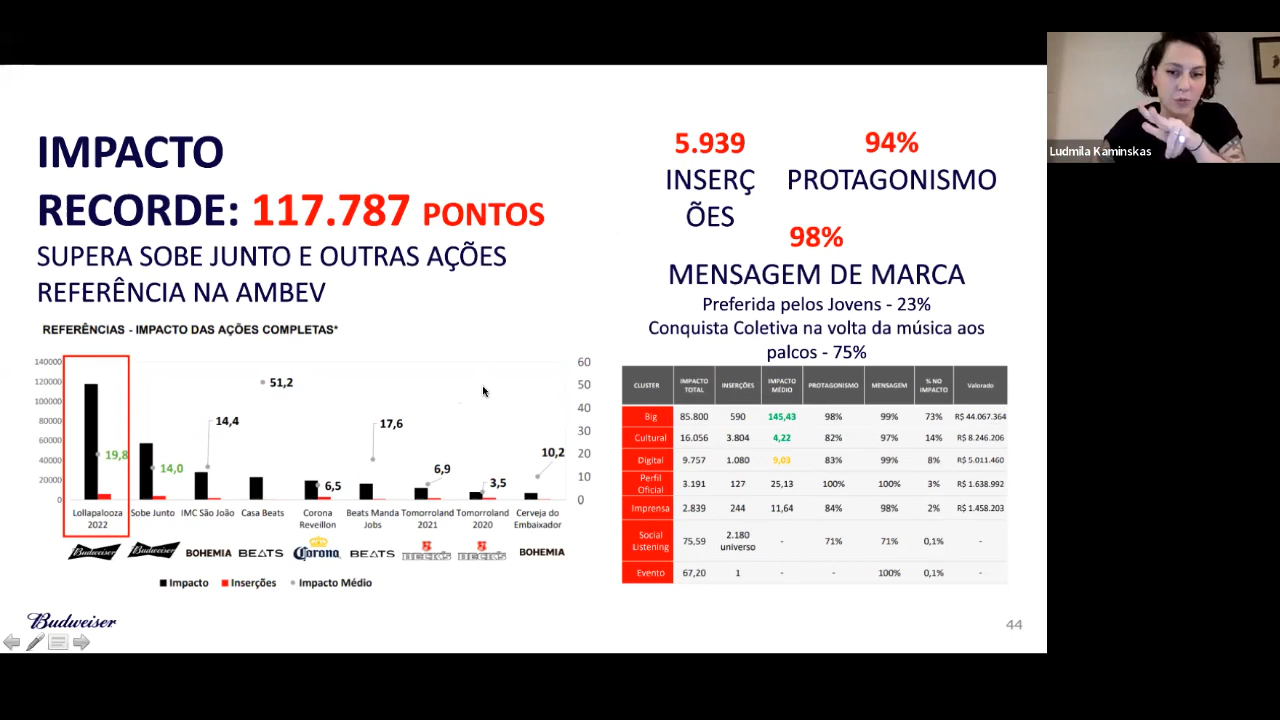 IMPACTO
RECORDE: 117.787 PONTOS
SUPERA SOBE JUNTO E OUTRAS AÇÕES
REFERÊNCIA NA AMBEV
REFERÊNCIAS - IMPACTO DAS AÇÕES COMPLETAS*
140000
120000
100000
80000
60000
40000
20000
0
60
50
40
30
20
10
0
19,8
14,0
14,4
51,2
6,5
17,6
6,9
3,5
10,2
Lollapalooza 2022
Sobe Junto
IMC São João
Casa Beats
Corona Reveillon
Beats Manda Jobs
Tomorroland 2021
Tomorroland 2020
Cerveja do Embaixador
Budweiser
Budweiser
BOHEMIA
BEATS
Corona
BEATS
BECK'S
BECK'S
BOHEMIA
Impacto Inserções Impacto Médio
5.939
INSERÇ
ÕES
94%
PROTAGONISMO
98%
MENSAGEM DE MARCA
Preferida pelos Jovens - 23%
Conquista Coletiva na volta da música aos
palcos - 75%
CLUSTER IMPACTO TOTAL INSERÇÕES IMPACTO MÉDIO PROTAGONISMO MENSAGEM % NO IMPACTO Valorado
Big 85.800 590 145,43 98% 99% 73% R$ 44.067.364
Cultural 16.056 3.804 4,22 82% 97% 14% R$ 8.246.206
Digital 9.757 1.080 9,03 83% 99% 8% R$ 5.011.460
Perfil Oficial 3.191 127 25,13 100% 100% 3% R$ 1.638.992
Imprensa 2.839 244 11,64 84% 98% 2% R$ 1.458.203
Social Listening 75,59 2.180 universo - 71% 71% 0,1% -
Evento 67,20 1 - - 100% 0,1% -
Budweiser
44
Ludmila Kaminskas